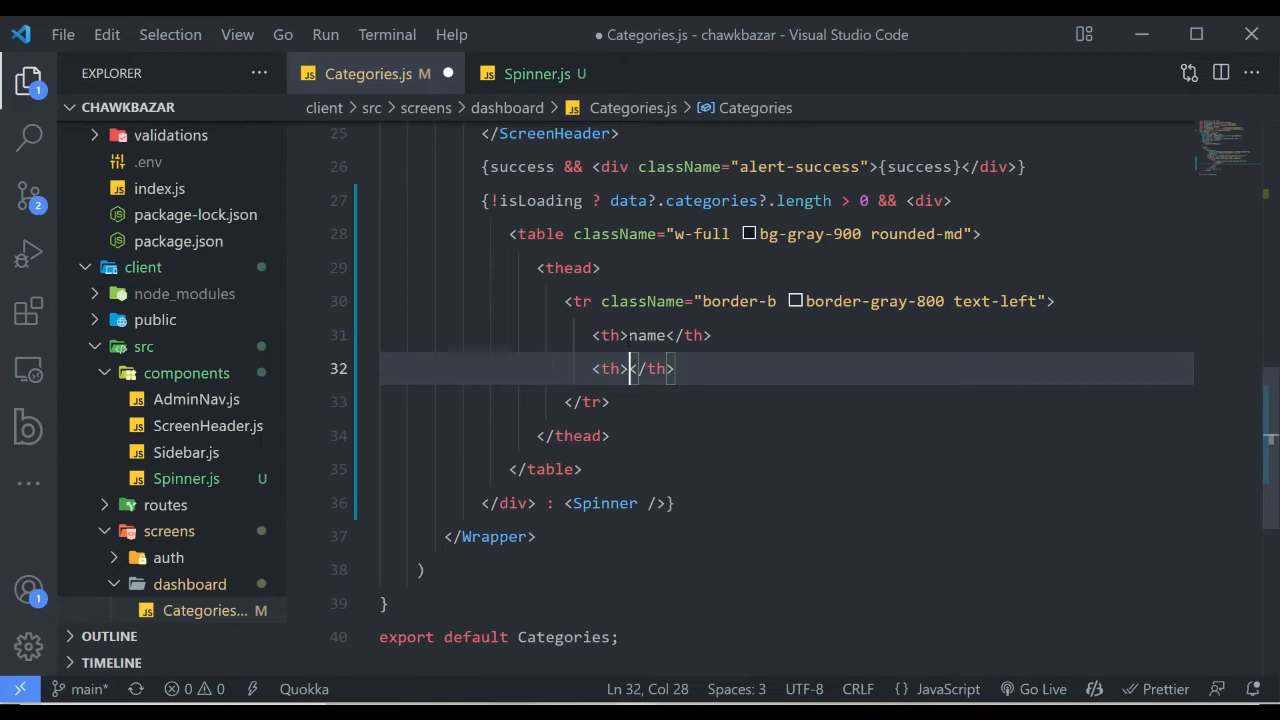 File Edit Selection View Go Run Terminal Help
● Categories.js - chawkbazar - Visual Studio Code
EXPLORER
CHAWKBAZAR
validations
.env
index.js
package-lock.json
package.json
client
node_modules
public
src
components
AdminNav.js
ScreenHeader.js
Sidebar.js
Spinner.js U
routes
screens
auth
dashboard
Categories... M
OUTLINE
TIMELINE
1
2
1
JS Categories.js M
JS Spinner.js U
client > src > screens > dashboard > JS Categories.js > Categories
25 </ScreenHeader>
26 {success && <div className="alert-success">{success}</div>}
27 {!isLoading ? data?.categories?.length > 0 && <div>
28 <table className="w-full bg-gray-900 rounded-md">
29 <thead>
30 <tr className="border-b border-gray-800 text-left">
31 <th>name</th>
32 <th></th>
33 </tr>
34 </thead>
35 </table>
36 </div> : <Spinner />}
37 </Wrapper>
38 )
39 }
40 export default Categories;
main* 0 0 Quokka Ln 32, Col 28 Spaces: 3 UTF-8 CRLF {} JavaScript Go Live Prettier